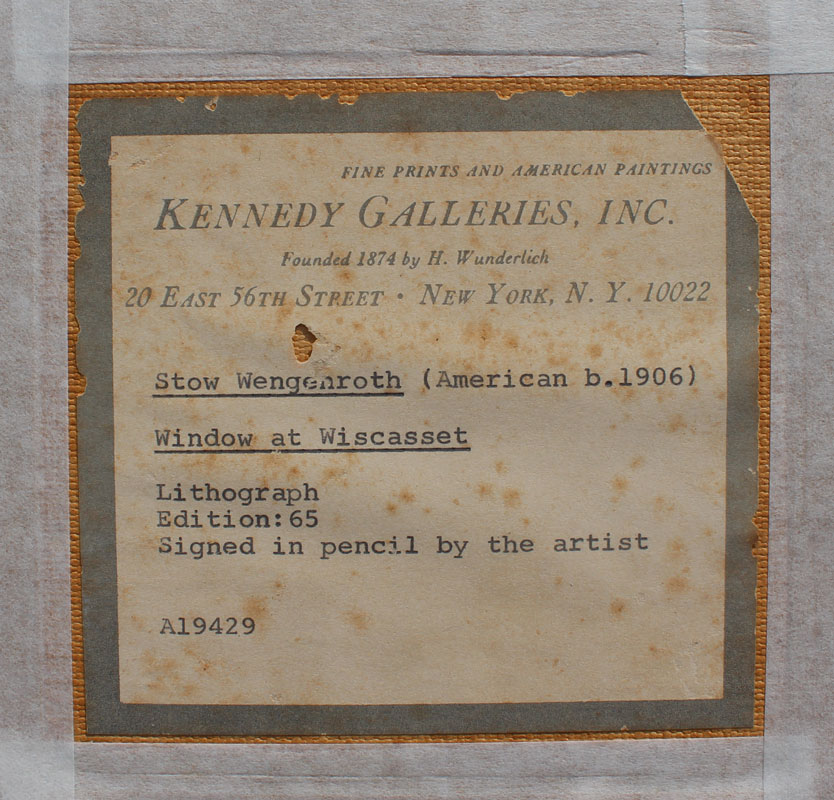 FINE PRINTS AND AMERICAN PAINTINGS
KENNEDY GALLERIES, INC.
Founded 1874 by H. Wunderlich
20 EAST 56TH STREET · NEW YORK, N. Y. 10022
Stow Wengenroth (American b.1906)
Window at Wiscasset
Lithograph
Edition:65
Signed in pencil by the artist
A19429